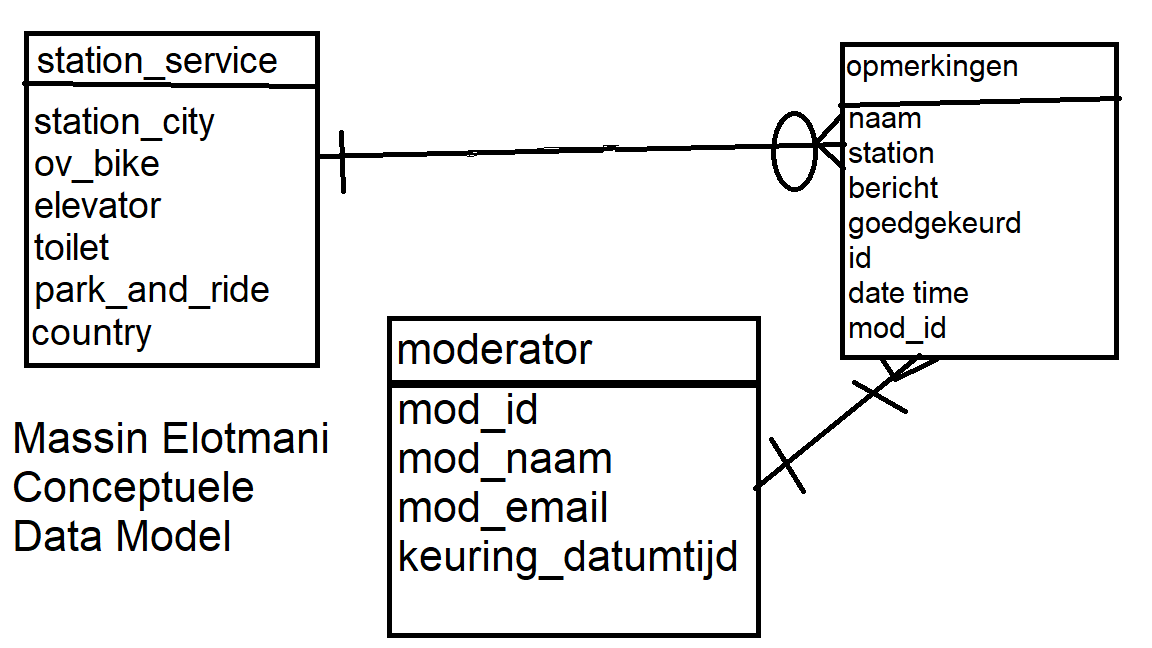 station_service
station_city
ov_bike
elevator
toilet
park_and_ride
country
opmerkingen
naam
station
bericht
goedgekeurd
id
date time
mod_id
moderator
mod_id
mod_naam
mod_email
keuring_datumtijd
Massin Elotmani
Conceptuele
Data Model